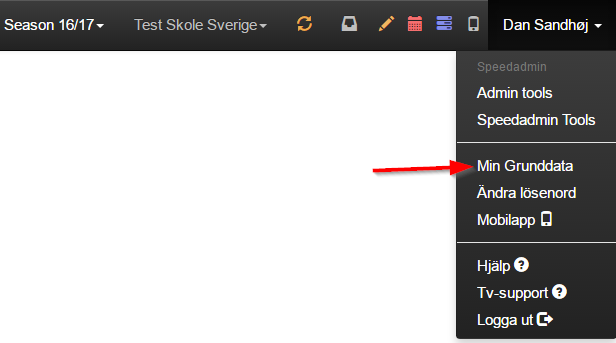 Season 16/17 Test Skole Sverige Dan Sandhøj
Speedadmin
Admin tools
Speedadmin Tools
Min Grunddata
Ändra lösenord
Mobilapp
Hjälp ?
Tv-support ?
Logga ut